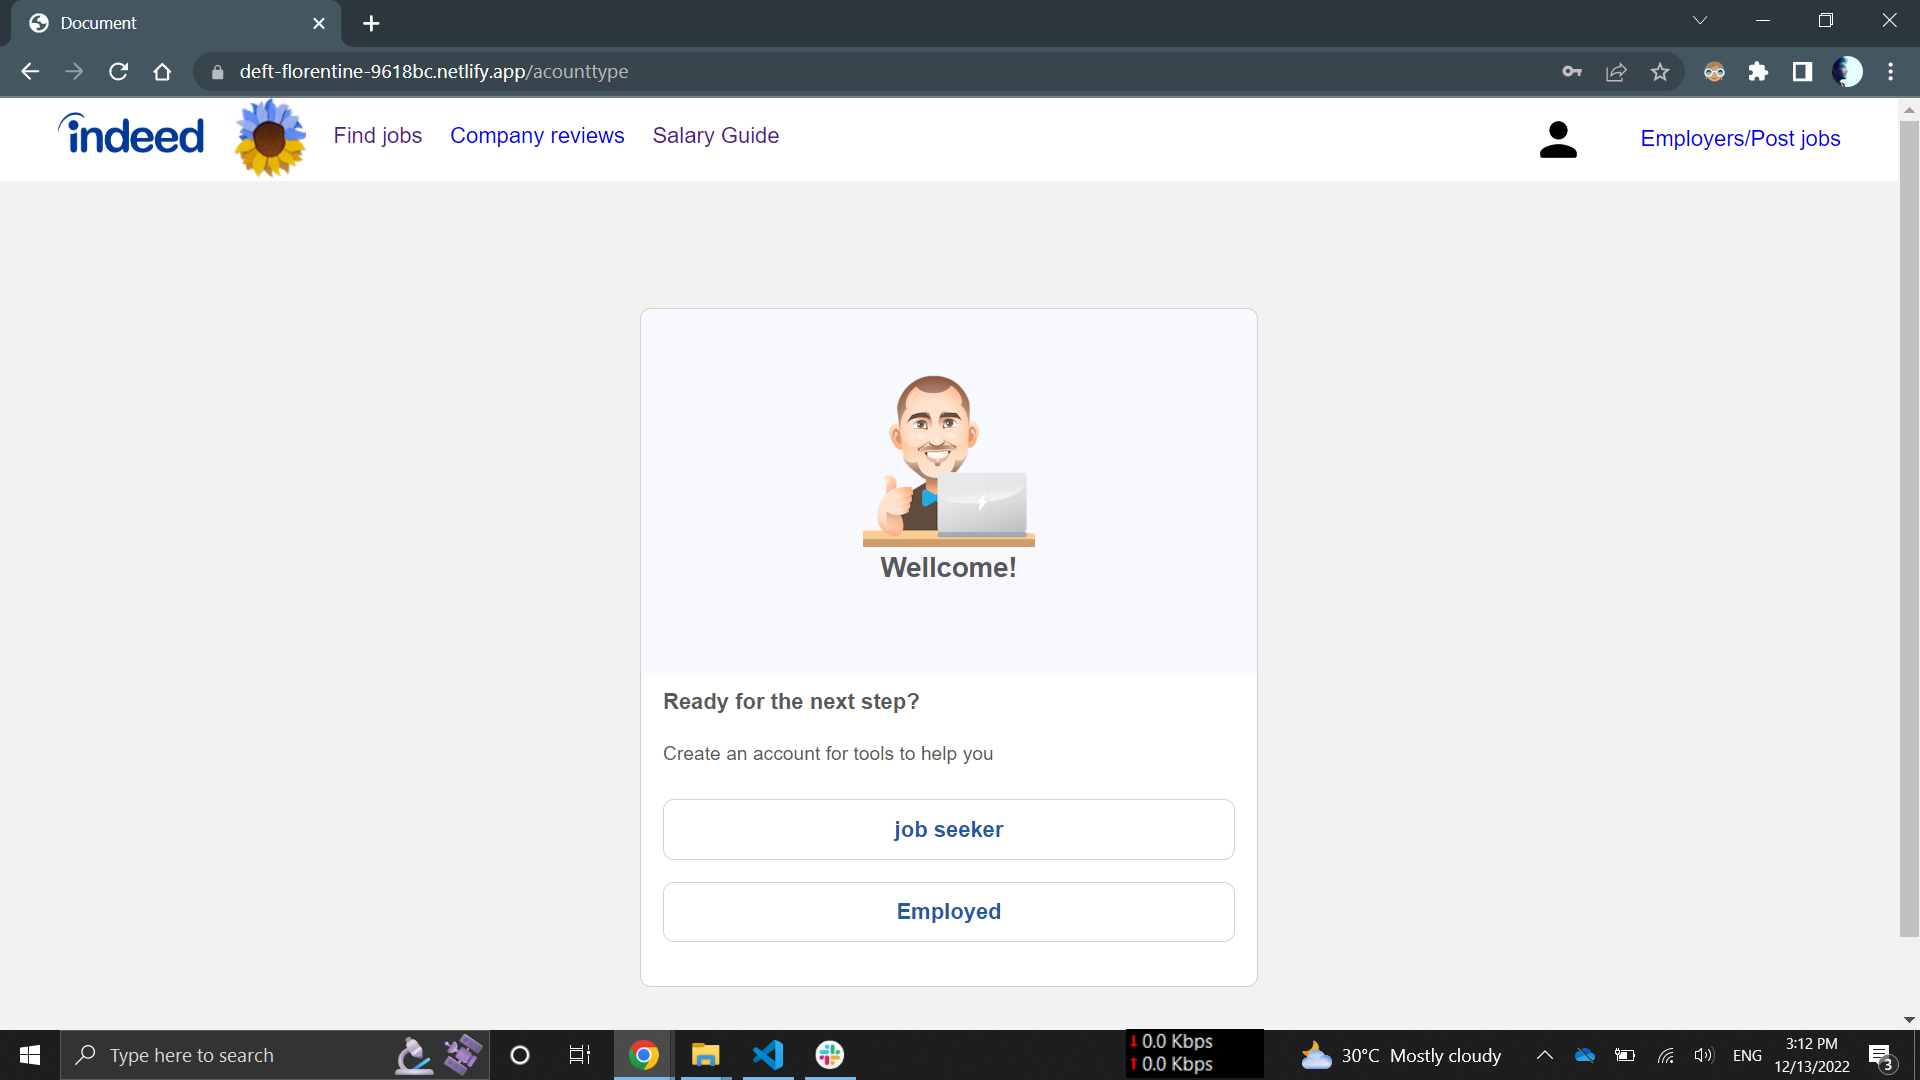 Document
deft-florentine-9618bc.netlify.app/acounttype
indeed
Find jobs
Company reviews
Salary Guide
Employers/Post jobs
Wellcome!
Ready for the next step?
Create an account for tools to help you
job seeker
Employed
Type here to search
0.0 Kbps
0.0 Kbps
30°C Mostly cloudy
ENG
3:12 PM
12/13/2022
3